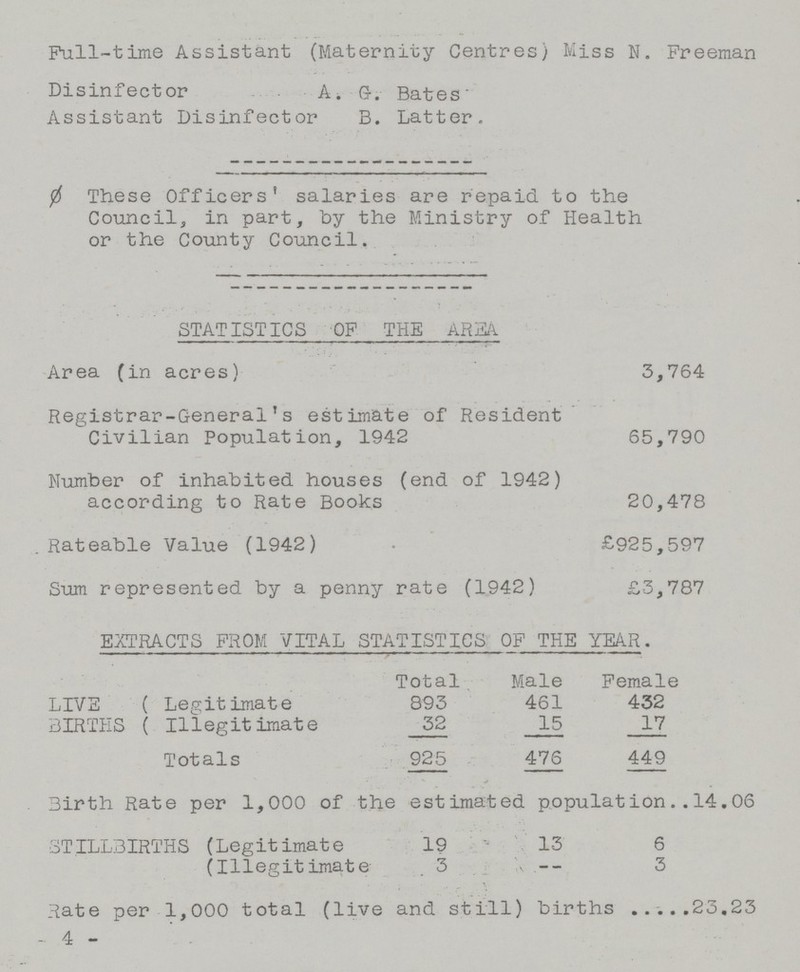 Full-time Assistant (Maternity Centres) Miss N. Freeman
Disinfector A. G. Bates
Assistant Disinfector B. Latter.
ø These Officers' salaries are repaid to the
Council, in part, by the Ministry of Health
or the County Council.
STATISTICS OF THE AREA
Area (in acres) 3,764
Registrar-General's estimate of Resident
Civilian Population, 1942 65,790
Number of inhabited houses (end of 1942)
according to Rate Books 20,478
Rateable Value (1942) £925,597
Sum represented by a penny rate (1942) £3,787
EXTRACTS FROM VITAL STATISTICS OF THE YEAR.
Total Male Female
LIVE ( Legitimate 893 461 432
BIRTHS ( Illegitimate 32 15 17
Totals 925 476 449
Birth Rate per 1,000 of the estimated population..14.06
STILLBIRTHS (Legitimate 19 13 6
(Illegitimate 3 -- 3
Rate per 1,000 total (live and still) births .....23.23
- 4 -